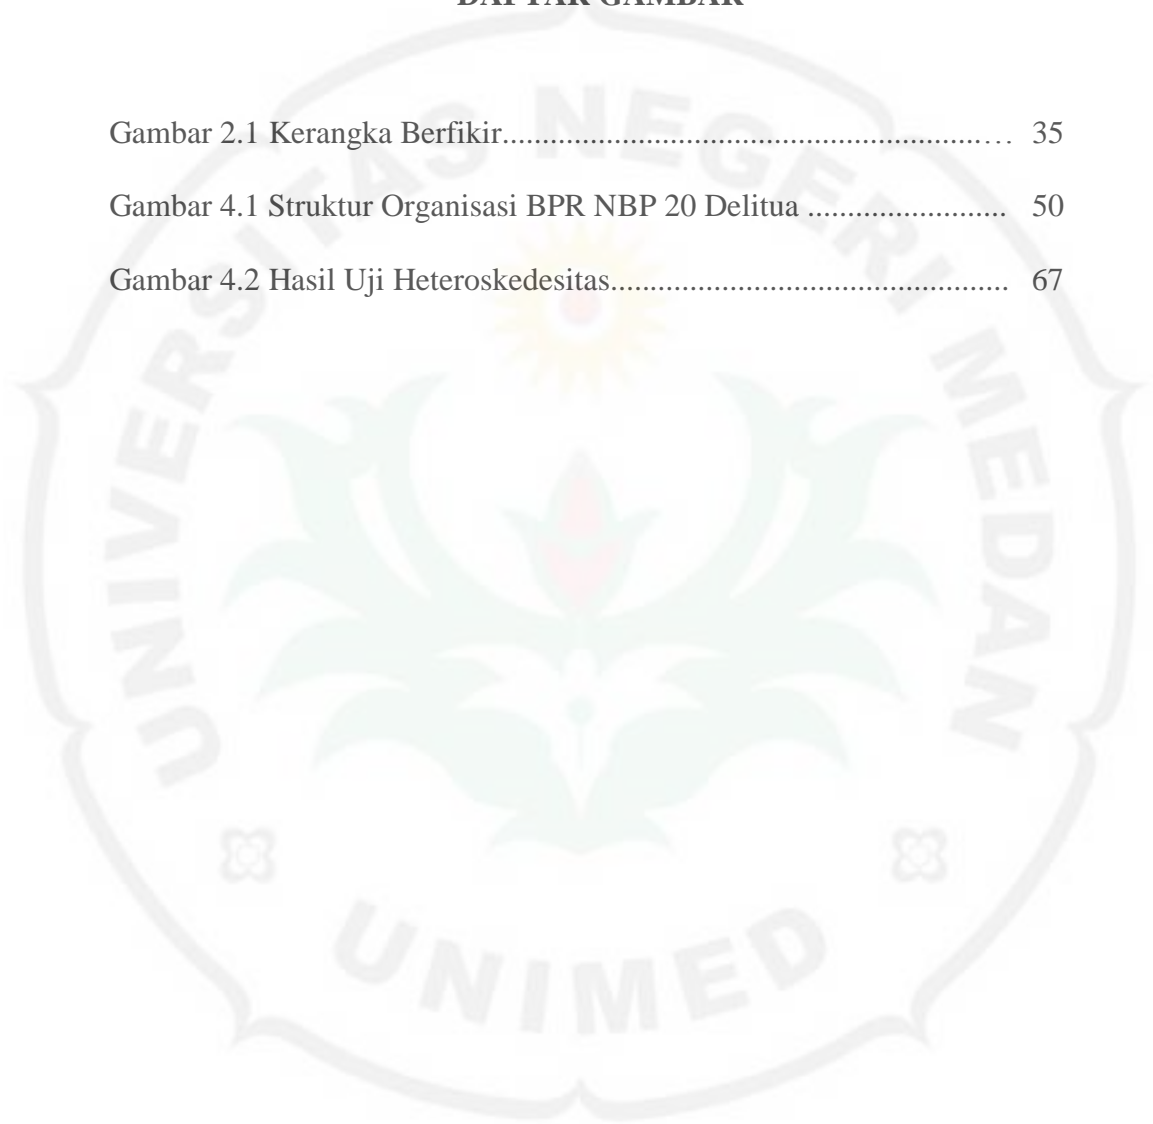 DAFTAR GAMBAR
Gambar 2.1 Kerangka Berfikir............................................................… 35
Gambar 4.1 Struktur Organisasi BPR NBP 20 Delitua ......................... 50
Gambar 4.2 Hasil Uji Heteroskedesitas.................................................. 67
UNIVERSITAS NEGERI MEDAN
UNIMED